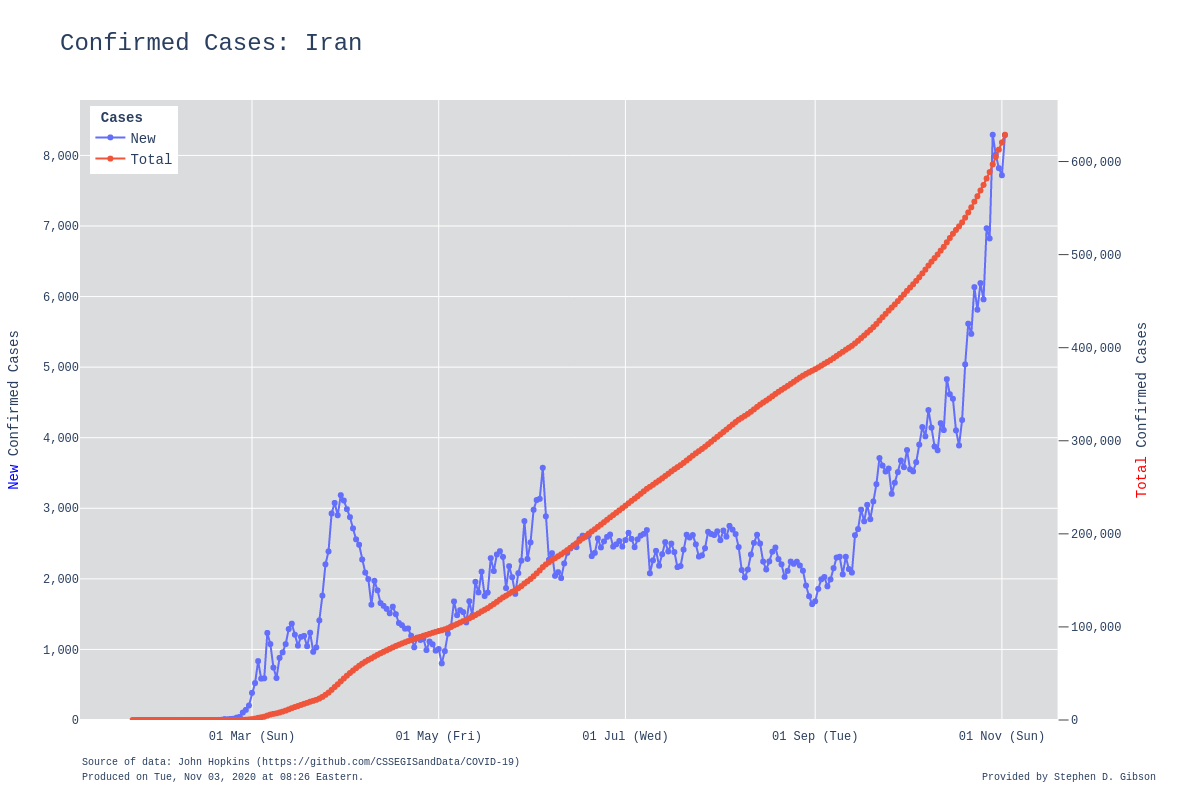 Confirmed Cases: Iran
Cases
New
Total
8,000
7,000
6,000
5,000
4,000
3,000
2,000
1,000
0
New Confirmed Cases
600,000
500,000
400,000
300,000
200,000
100,000
0
Total Confirmed Cases
01 Mar (Sun) 01 May (Fri) 01 Jul (Wed) 01 Sep (Tue) 01 Nov (Sun)
Source of data: John Hopkins (https://github.com/CSSEGISandData/COVID-19)
Produced on Tue, Nov 03, 2020 at 08:26 Eastern.
Provided by Stephen D. Gibson